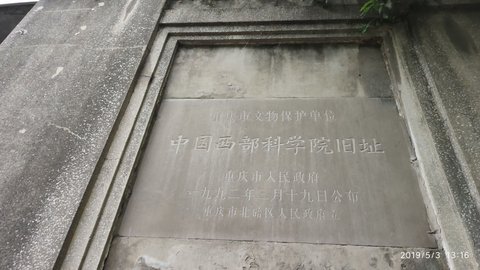 重庆市文物保护单位
中国西部科学院旧址
重庆市人民政府
一九九二年三月十九日公布
重庆市北碚区人民政府立
2019/5/3 13:16